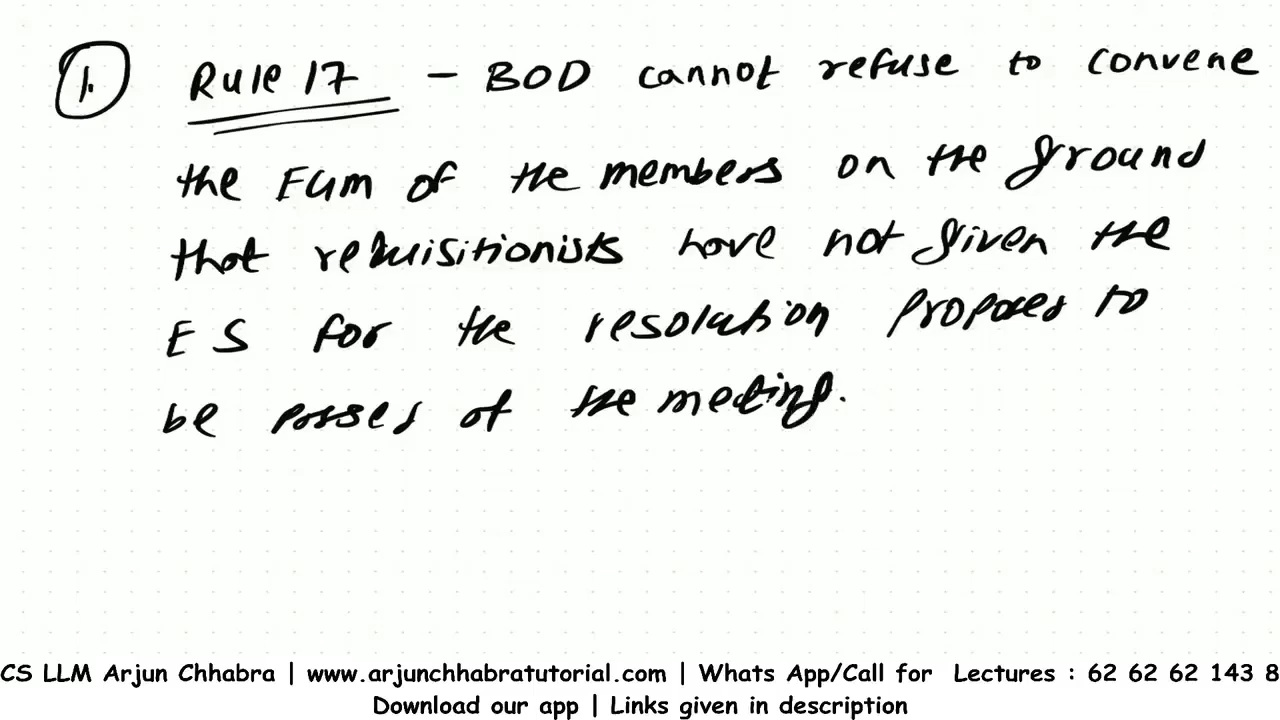 1. Rule 17 - BOD cannot refuse to convene
the EGM of the members on the ground
that requisitionists have not given the
ES for the resolution proposes to
be passes at the meeting.
CS LLM Arjun Chhabra | www.arjunchhabratutorial.com | Whats App/Call for Lectures : 62 62 62 143 8
Download our app | Links given in description